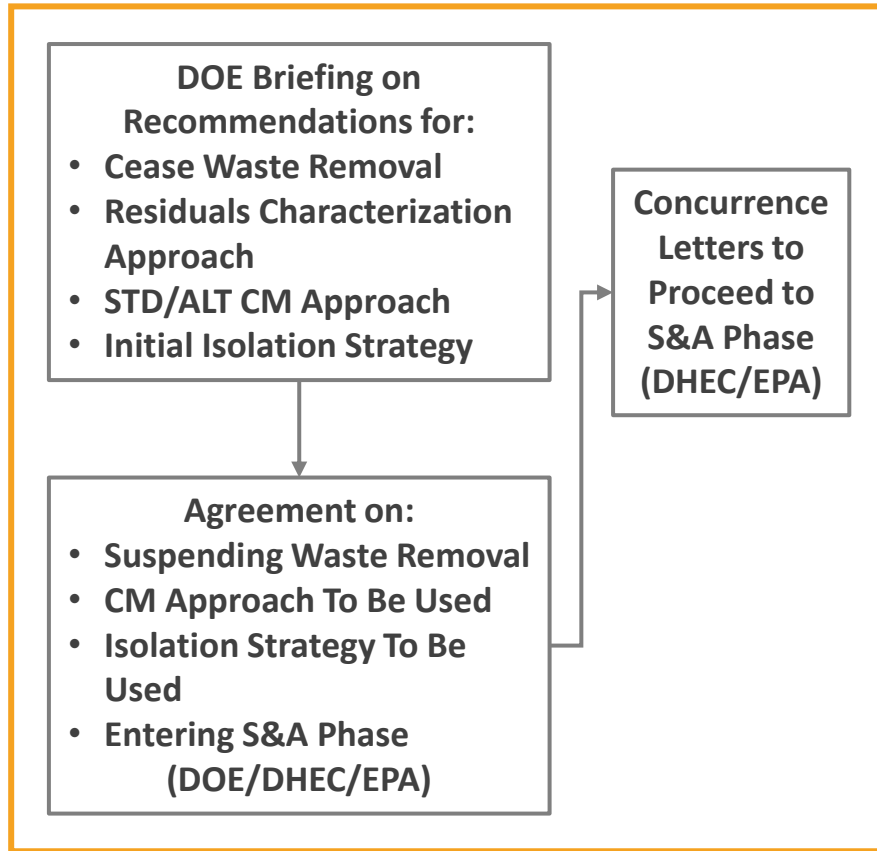 DOE Briefing on
Recommendations for:
• Cease Waste Removal
• Residuals Characterization
Approach
• STD/ALT CM Approach
• Initial Isolation Strategy
Agreement on:
• Suspending Waste Removal
• CM Approach To Be Used
• Isolation Strategy To Be
Used
• Entering S&A Phase
(DOE/DHEC/EPA)
Concurrence
Letters to
Proceed to
S&A Phase
(DHEC/EPA)